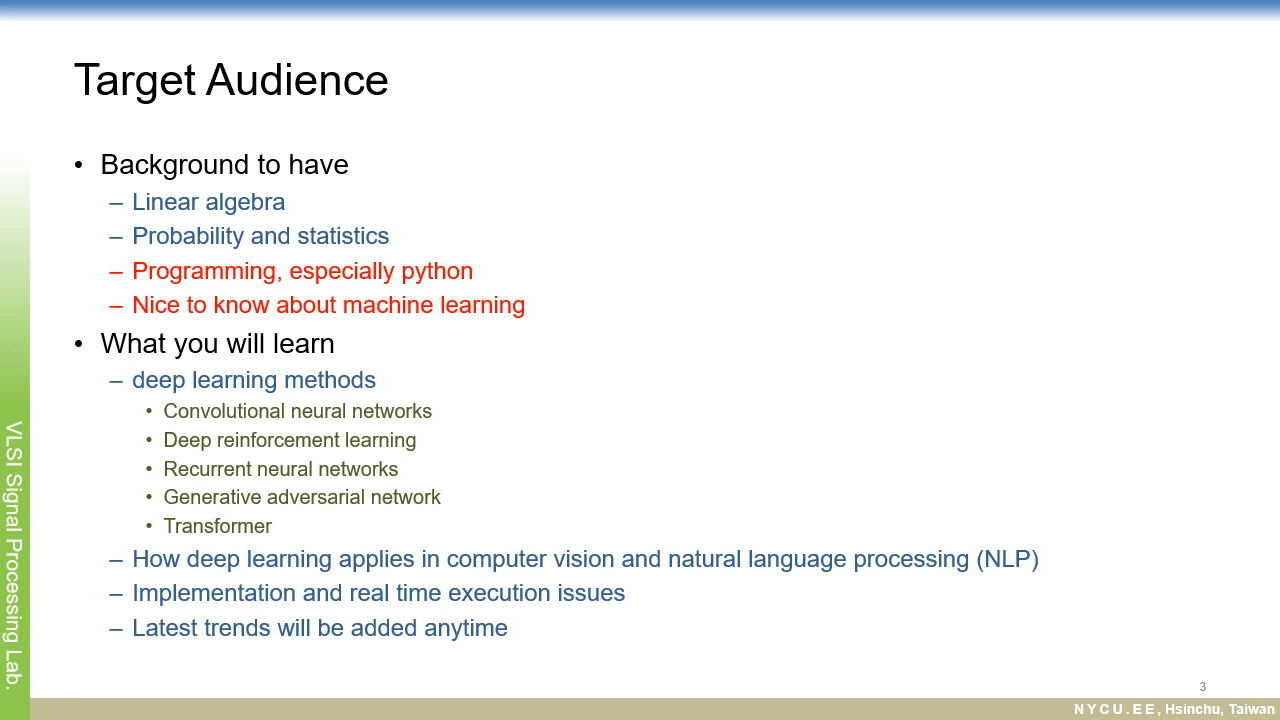 Target Audience
• Background to have
– Linear algebra
– Probability and statistics
– Programming, especially python
– Nice to know about machine learning
• What you will learn
– deep learning methods
• Convolutional neural networks
• Deep reinforcement learning
• Recurrent neural networks
• Generative adversarial network
• Transformer
– How deep learning applies in computer vision and natural language processing (NLP)
– Implementation and real time execution issues
– Latest trends will be added anytime
VLSI Signal Processing Lab.
3
NYCU.EE, Hsinchu, Taiwan